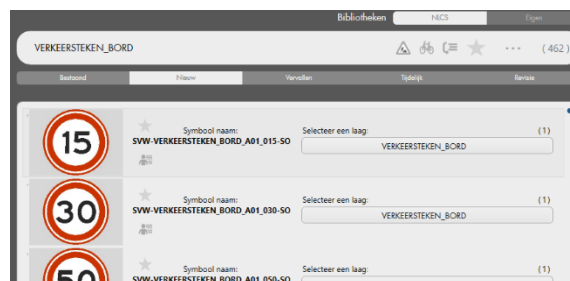 Bibliotheken NLCS Eigen
VERKEERSTEKEN_BORD ... (462)
Bestaand Nieuw Vervallen Tijdelijk Revisie
15
Symbool naam:
SVW-VERKEERSTEKEN_BORD_A01_015-SO
Selecteer een laag: (1)
VERKEERSTEKEN_BORD
30
Symbool naam:
SVW-VERKEERSTEKEN_BORD_A01_030-SO
Selecteer een laag: (1)
VERKEERSTEKEN_BORD
50
Symbool naam:
SVW-VERKEERSTEKEN_BORD_A01_050-SO
Selecteer een laag: (1)